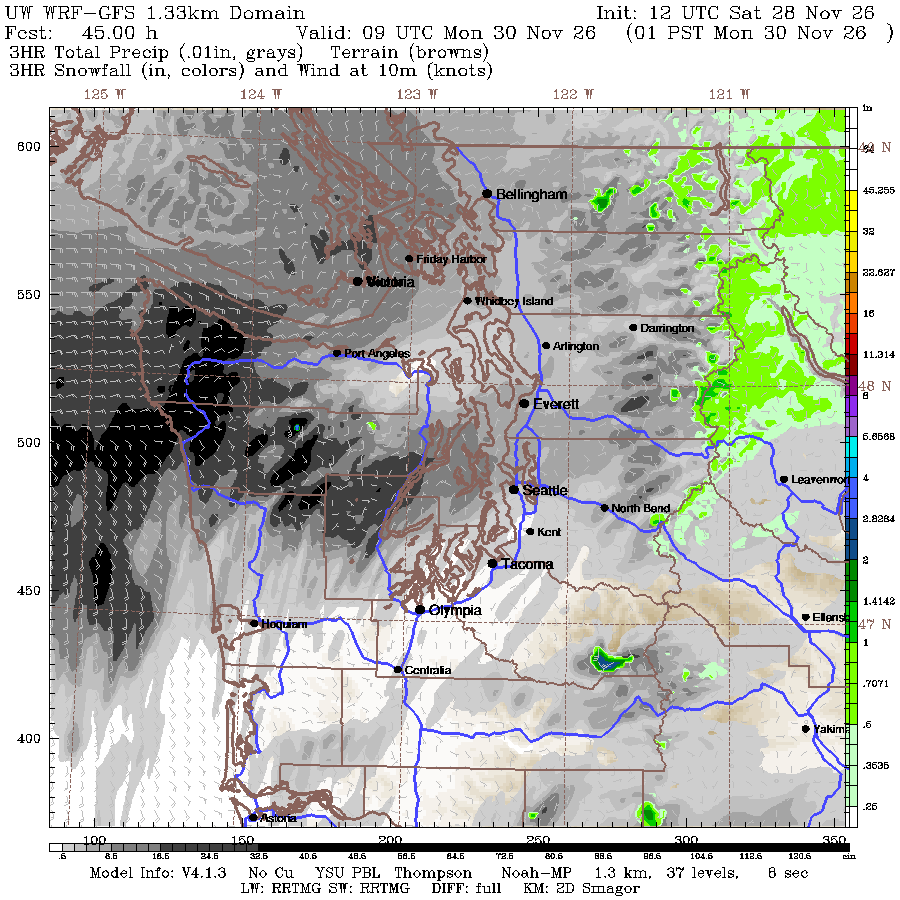 UW WRF-GFS 1.33km Domain Init: 12 UTC Sat 28 Nov 26
Fcst: 45.00 h Valid: 09 UTC Mon 30 Nov 26 (01 PST Mon 30 Nov 26 )
3HR Total Precip (.01in, grays) Terrain (browns)
3HR Snowfall (in, colors) and Wind at 10m (knots)
125 W 124 W 123 W 122 W 121 W
in
600
49 N
Bellingham
45.255
32
Friday Harbor
Victoria
22.627
550
Whidbey Island
16
Darrington
Arlington
Port Angeles
11.314
48 N
8
Everett
500
5.6568
Leavenwor
4
Seattle
North Bend
2.8284
Kent
Tacoma
2
450
1.4142
Olympia
Ellens
Hoquiam
47 N
1
Centralia
.7071
400
Yakim
.5
.3535
.25
Astoria
100 150 200 250 300 350
.5 8.5 16.5 24.5 32.5 40.5 48.5 56.5 64.5 72.5 80.5 88.5 96.5 104.5 112.5 120.5 cin
Model Info: V4.1.3 No Cu YSU PBL Thompson Noah-MP 1.3 km, 37 levels, 8 sec
LW: RRTMG SW: RRTMG DIFF: full KM: 2D Smagor